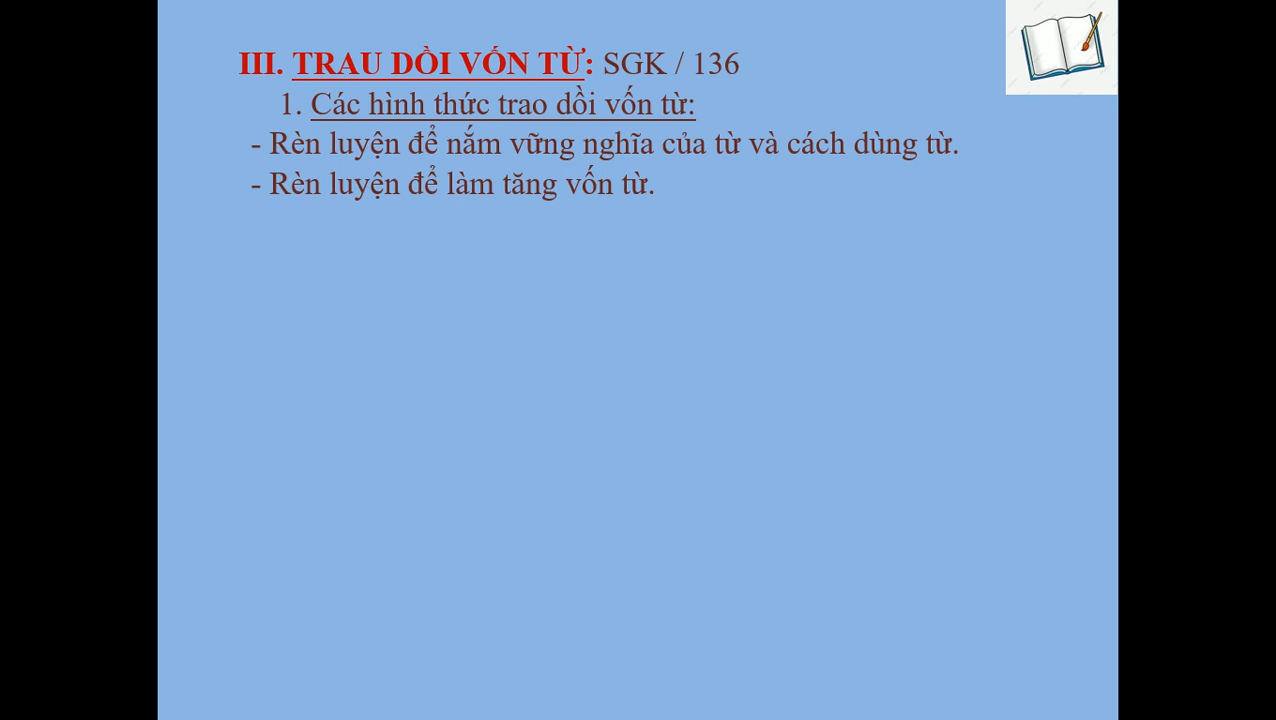 III. TRAU DỒI VỐN TỪ: SGK / 136
1. Các hình thức trao dồi vốn từ:
- Rèn luyện để nắm vững nghĩa của từ và cách dùng từ.
- Rèn luyện để làm tăng vốn từ.